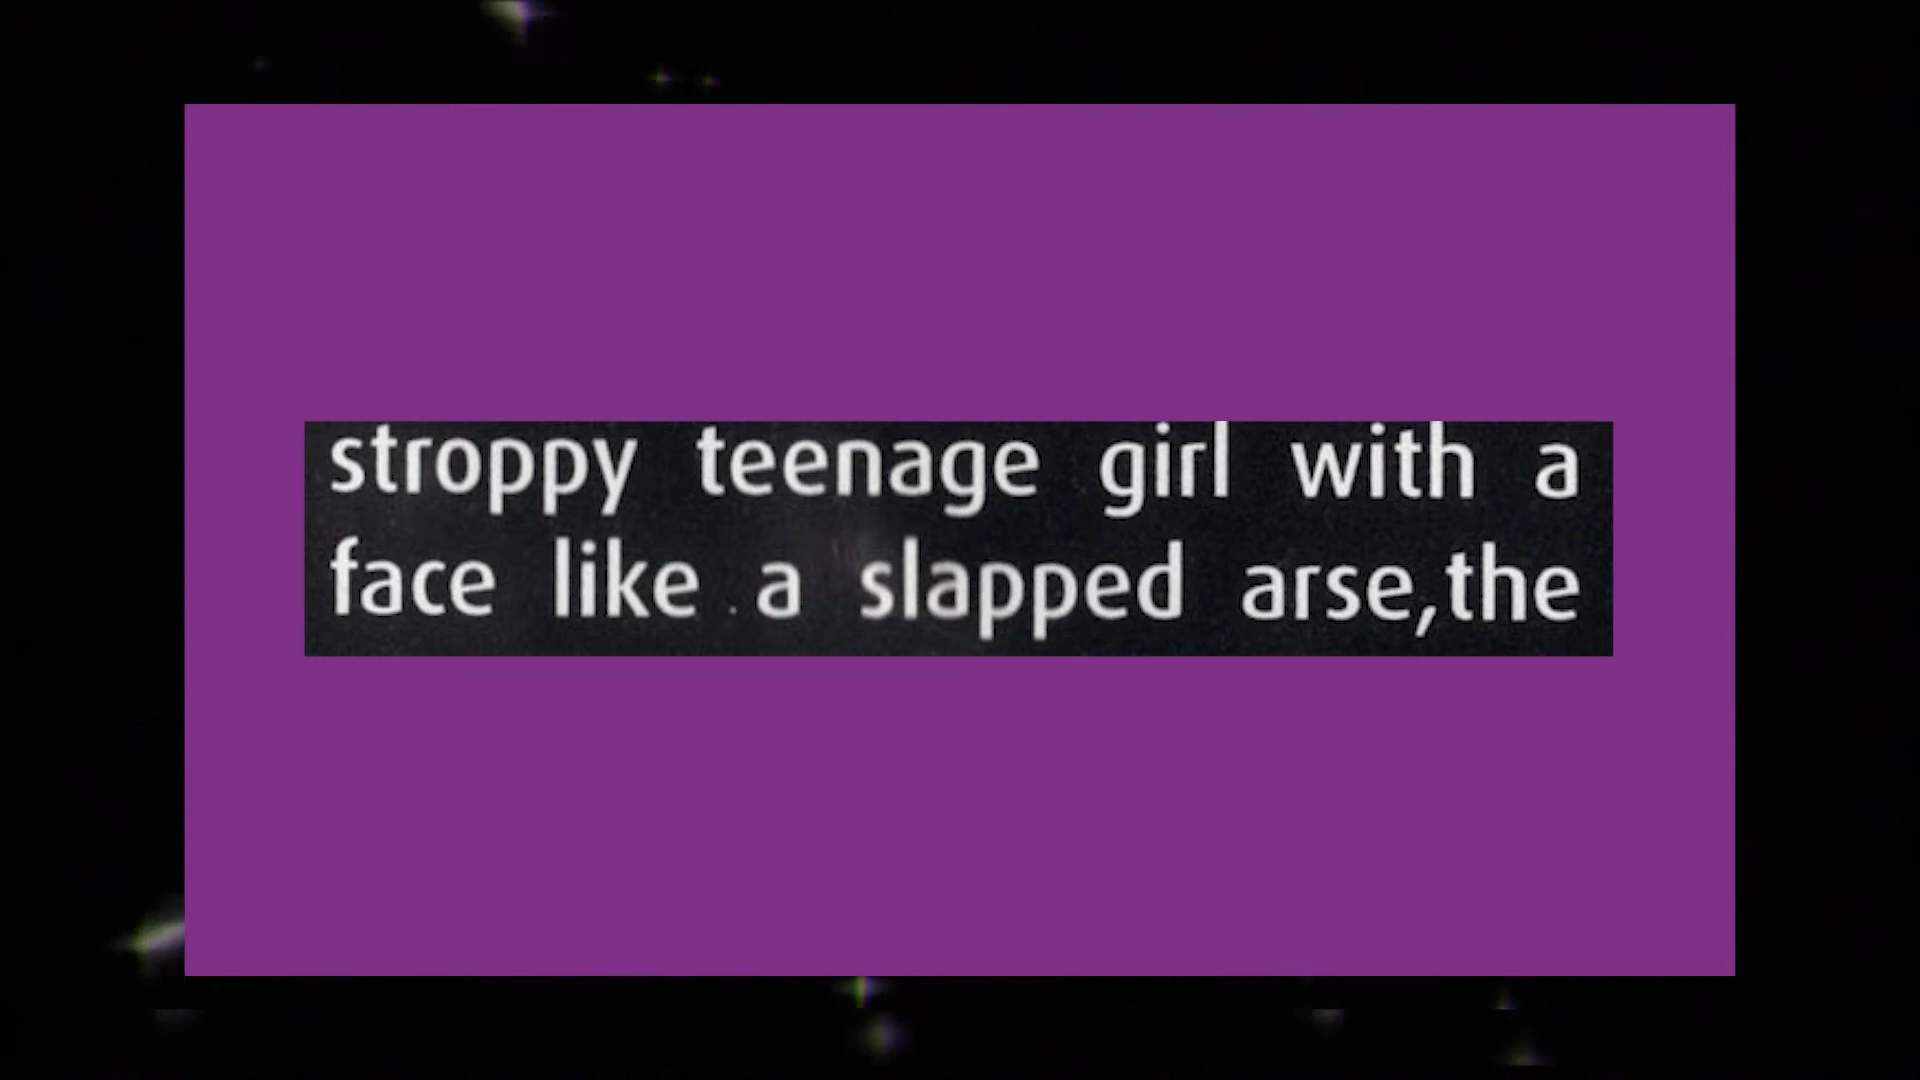 stroppy teenage girl with a
face like a slapped arse,the